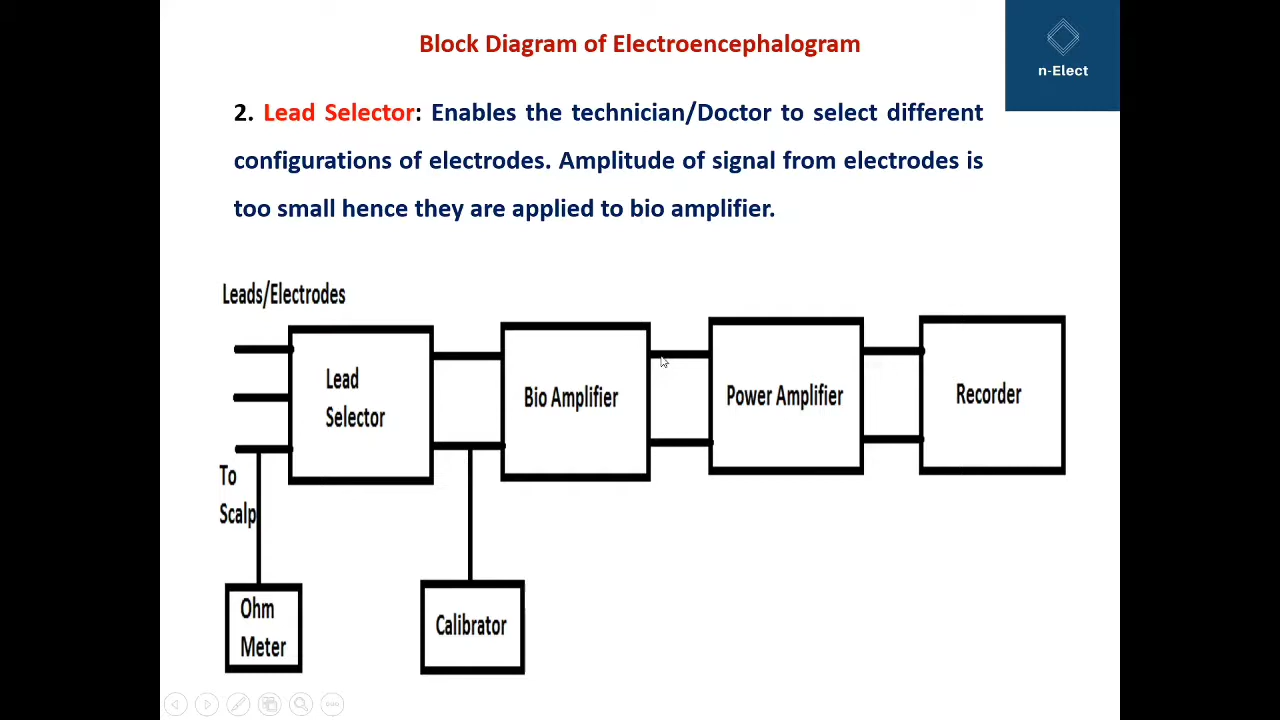 Block Diagram of Electroencephalogram
n-Elect
2. Lead Selector: Enables the technician/Doctor to select different
configurations of electrodes. Amplitude of signal from electrodes is
too small hence they are applied to bio amplifier.
Leads/Electrodes
Lead
Selector
Bio Amplifier
Power Amplifier
Recorder
To
Scalp
Ohm
Meter
Calibrator